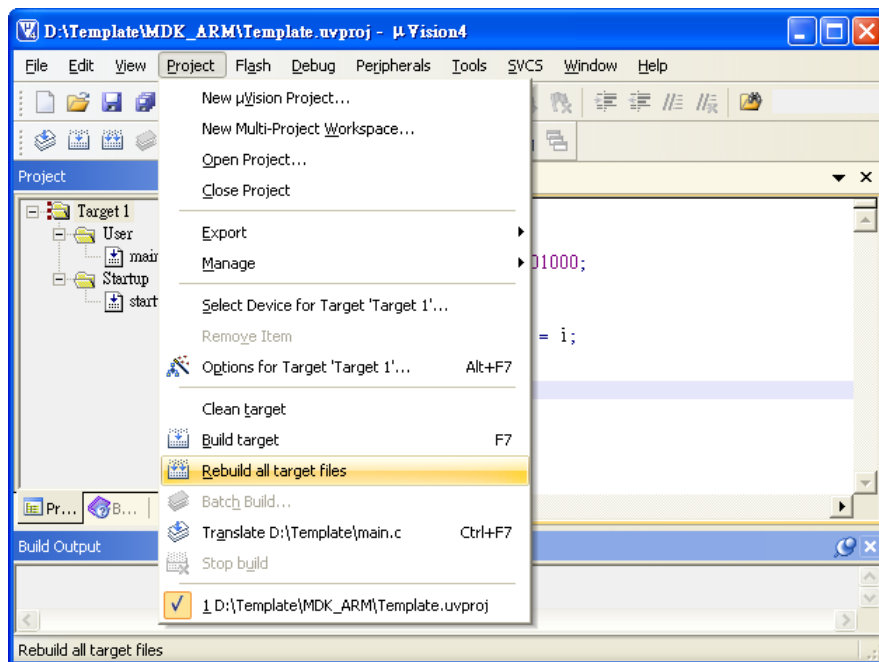 D:\Template\MDK_ARM\Template.uvproj - µVision4
File Edit View Project Flash Debug Peripherals Tools SVCS Window Help
Project
Target 1
User
main
Startup
start
New µVision Project...
New Multi-Project Workspace...
Open Project...
Close Project
Export
Manage
Select Device for Target 'Target 1'...
Remove Item
Options for Target 'Target 1'... Alt+F7
Clean target
Build target F7
Rebuild all target files
Batch Build...
Translate D:\Template\main.c Ctrl+F7
Stop build
1 D:\Template\MDK_ARM\Template.uvproj
01000;
= i;
Pr... B...
Build Output
Rebuild all target files